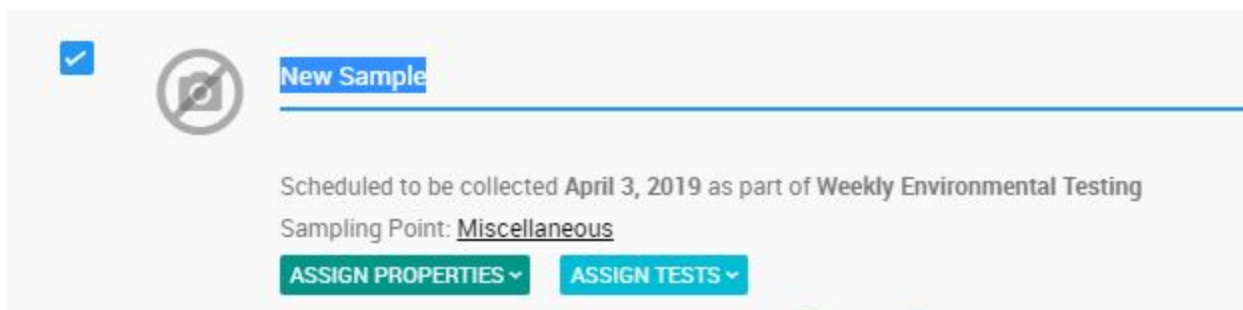 New Sample
Scheduled to be collected April 3, 2019 as part of Weekly Environmental Testing
Sampling Point: Miscellaneous
ASSIGN PROPERTIES ASSIGN TESTS